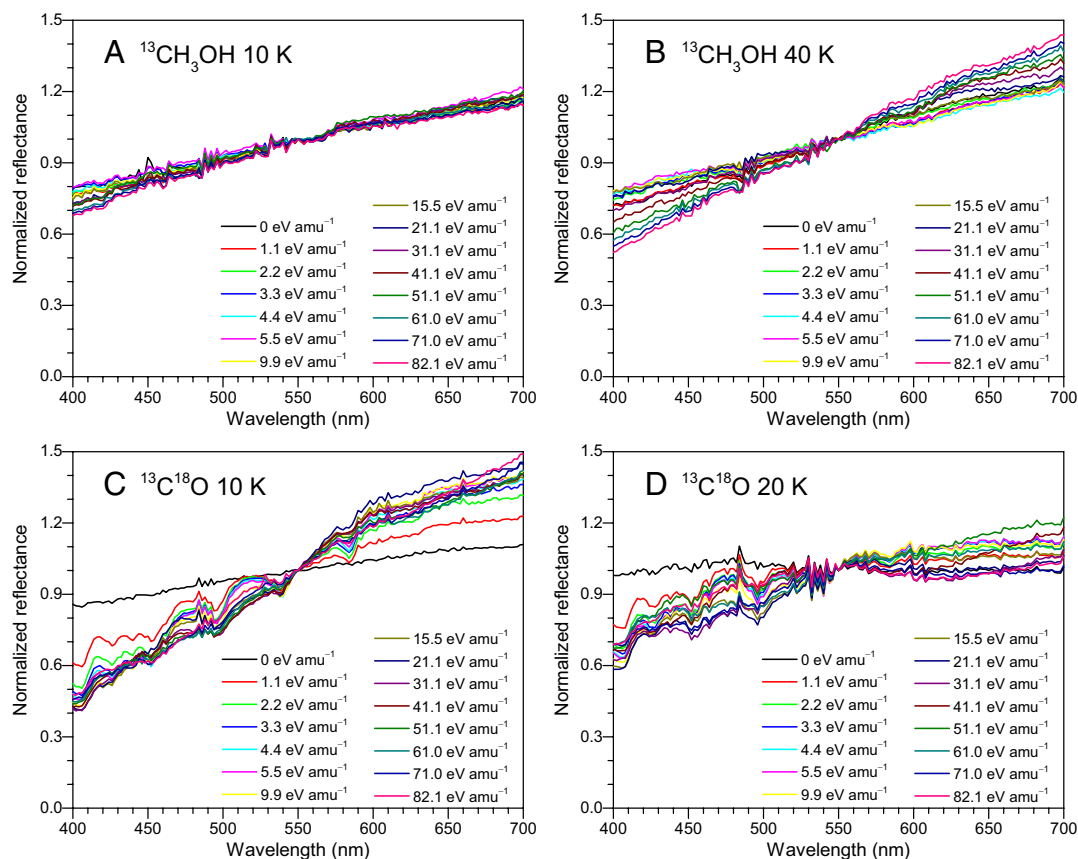 A ¹³CH₃OH 10 K
Normalized reflectance
1.5
1.2
0.9
0.6
0.3
0.0
0 eV amu⁻¹
1.1 eV amu⁻¹
2.2 eV amu⁻¹
3.3 eV amu⁻¹
4.4 eV amu⁻¹
5.5 eV amu⁻¹
9.9 eV amu⁻¹
15.5 eV amu⁻¹
21.1 eV amu⁻¹
31.1 eV amu⁻¹
41.1 eV amu⁻¹
51.1 eV amu⁻¹
61.0 eV amu⁻¹
71.0 eV amu⁻¹
82.1 eV amu⁻¹
400 450 500 550 600 650 700
Wavelength (nm)
B ¹³CH₃OH 40 K
Normalized reflectance
1.5
1.2
0.9
0.6
0.3
0.0
0 eV amu⁻¹
1.1 eV amu⁻¹
2.2 eV amu⁻¹
3.3 eV amu⁻¹
4.4 eV amu⁻¹
5.5 eV amu⁻¹
9.9 eV amu⁻¹
15.5 eV amu⁻¹
21.1 eV amu⁻¹
31.1 eV amu⁻¹
41.1 eV amu⁻¹
51.1 eV amu⁻¹
61.0 eV amu⁻¹
71.0 eV amu⁻¹
82.1 eV amu⁻¹
400 450 500 550 600 650 700
Wavelength (nm)
C ¹³C¹⁸O 10 K
Normalized reflectance
1.5
1.2
0.9
0.6
0.3
0.0
0 eV amu⁻¹
1.1 eV amu⁻¹
2.2 eV amu⁻¹
3.3 eV amu⁻¹
4.4 eV amu⁻¹
5.5 eV amu⁻¹
9.9 eV amu⁻¹
15.5 eV amu⁻¹
21.1 eV amu⁻¹
31.1 eV amu⁻¹
41.1 eV amu⁻¹
51.1 eV amu⁻¹
61.0 eV amu⁻¹
71.0 eV amu⁻¹
82.1 eV amu⁻¹
400 450 500 550 600 650 700
Wavelength (nm)
D ¹³C¹⁸O 20 K
Normalized reflectance
1.5
1.2
0.9
0.6
0.3
0.0
0 eV amu⁻¹
1.1 eV amu⁻¹
2.2 eV amu⁻¹
3.3 eV amu⁻¹
4.4 eV amu⁻¹
5.5 eV amu⁻¹
9.9 eV amu⁻¹
15.5 eV amu⁻¹
21.1 eV amu⁻¹
31.1 eV amu⁻¹
41.1 eV amu⁻¹
51.1 eV amu⁻¹
61.0 eV amu⁻¹
71.0 eV amu⁻¹
82.1 eV amu⁻¹
400 450 500 550 600 650 700
Wavelength (nm)